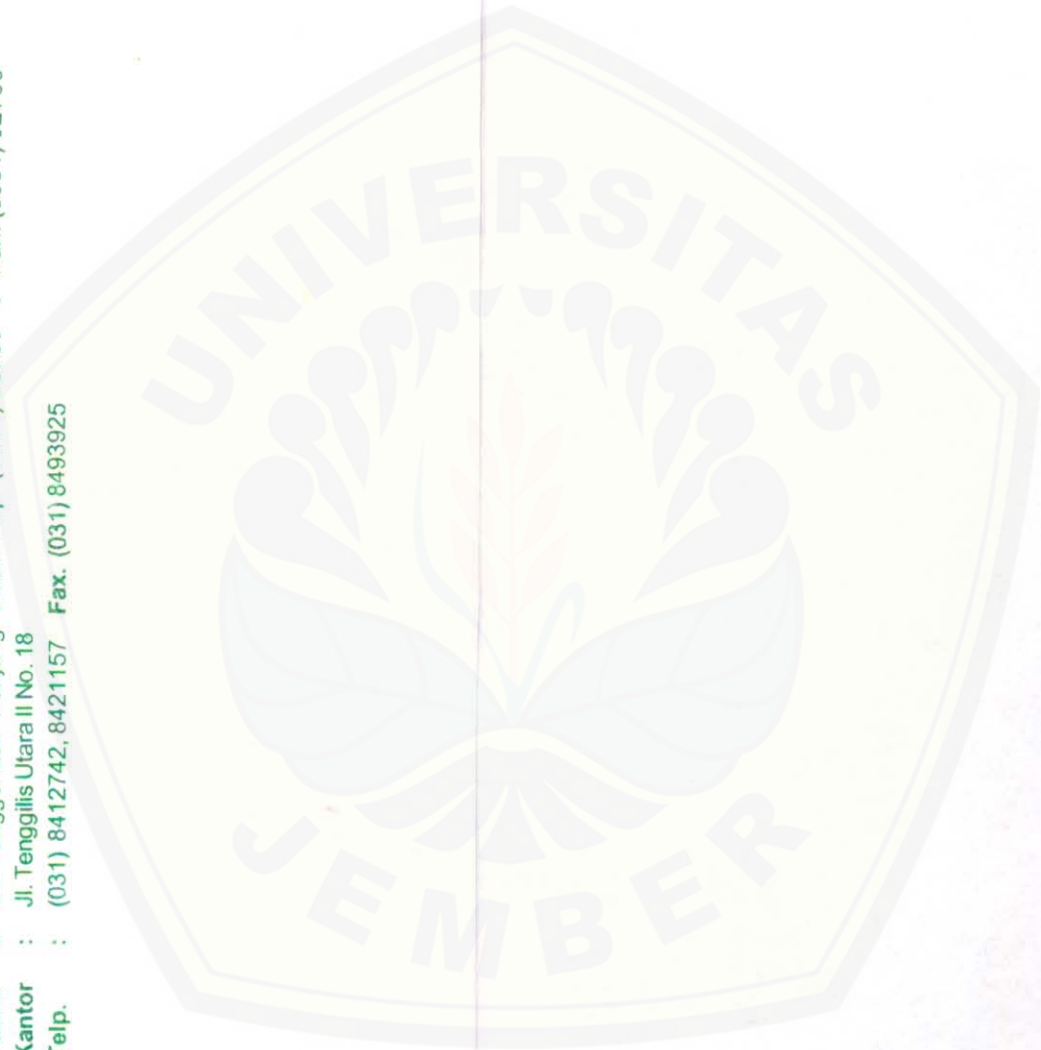 Kantor : Jl. Tenggilis Utara II No. 18
Telp. : (031) 8412742, 8421157 Fax. (031) 8493925
UNIVERSITAS
JEMBER